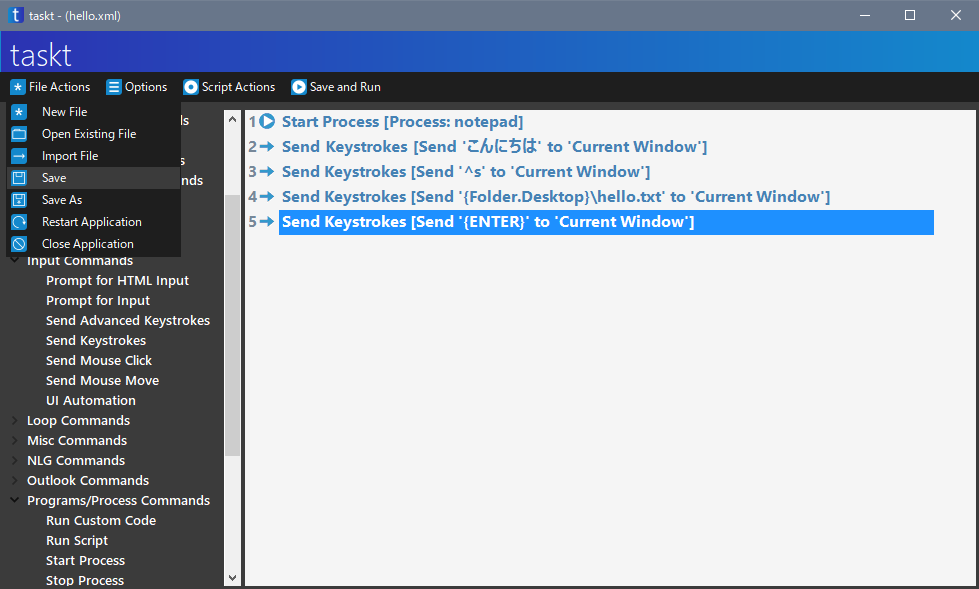 taskt - (hello.xml)
taskt
File Actions Options Script Actions Save and Run
New File
Open Existing File
Import File
Save
Save As
Restart Application
Close Application
ds
s
nds
Input Commands
Prompt for HTML Input
Prompt for Input
Send Advanced Keystrokes
Send Keystrokes
Send Mouse Click
Send Mouse Move
UI Automation
Loop Commands
Misc Commands
NLG Commands
Outlook Commands
Programs/Process Commands
Run Custom Code
Run Script
Start Process
Stop Process
1 Start Process [Process: notepad]
2 Send Keystrokes [Send 'こんにちは' to 'Current Window']
3 Send Keystrokes [Send '^s' to 'Current Window']
4 Send Keystrokes [Send '{Folder.Desktop}\hello.txt' to 'Current Window']
5 Send Keystrokes [Send '{ENTER}' to 'Current Window']